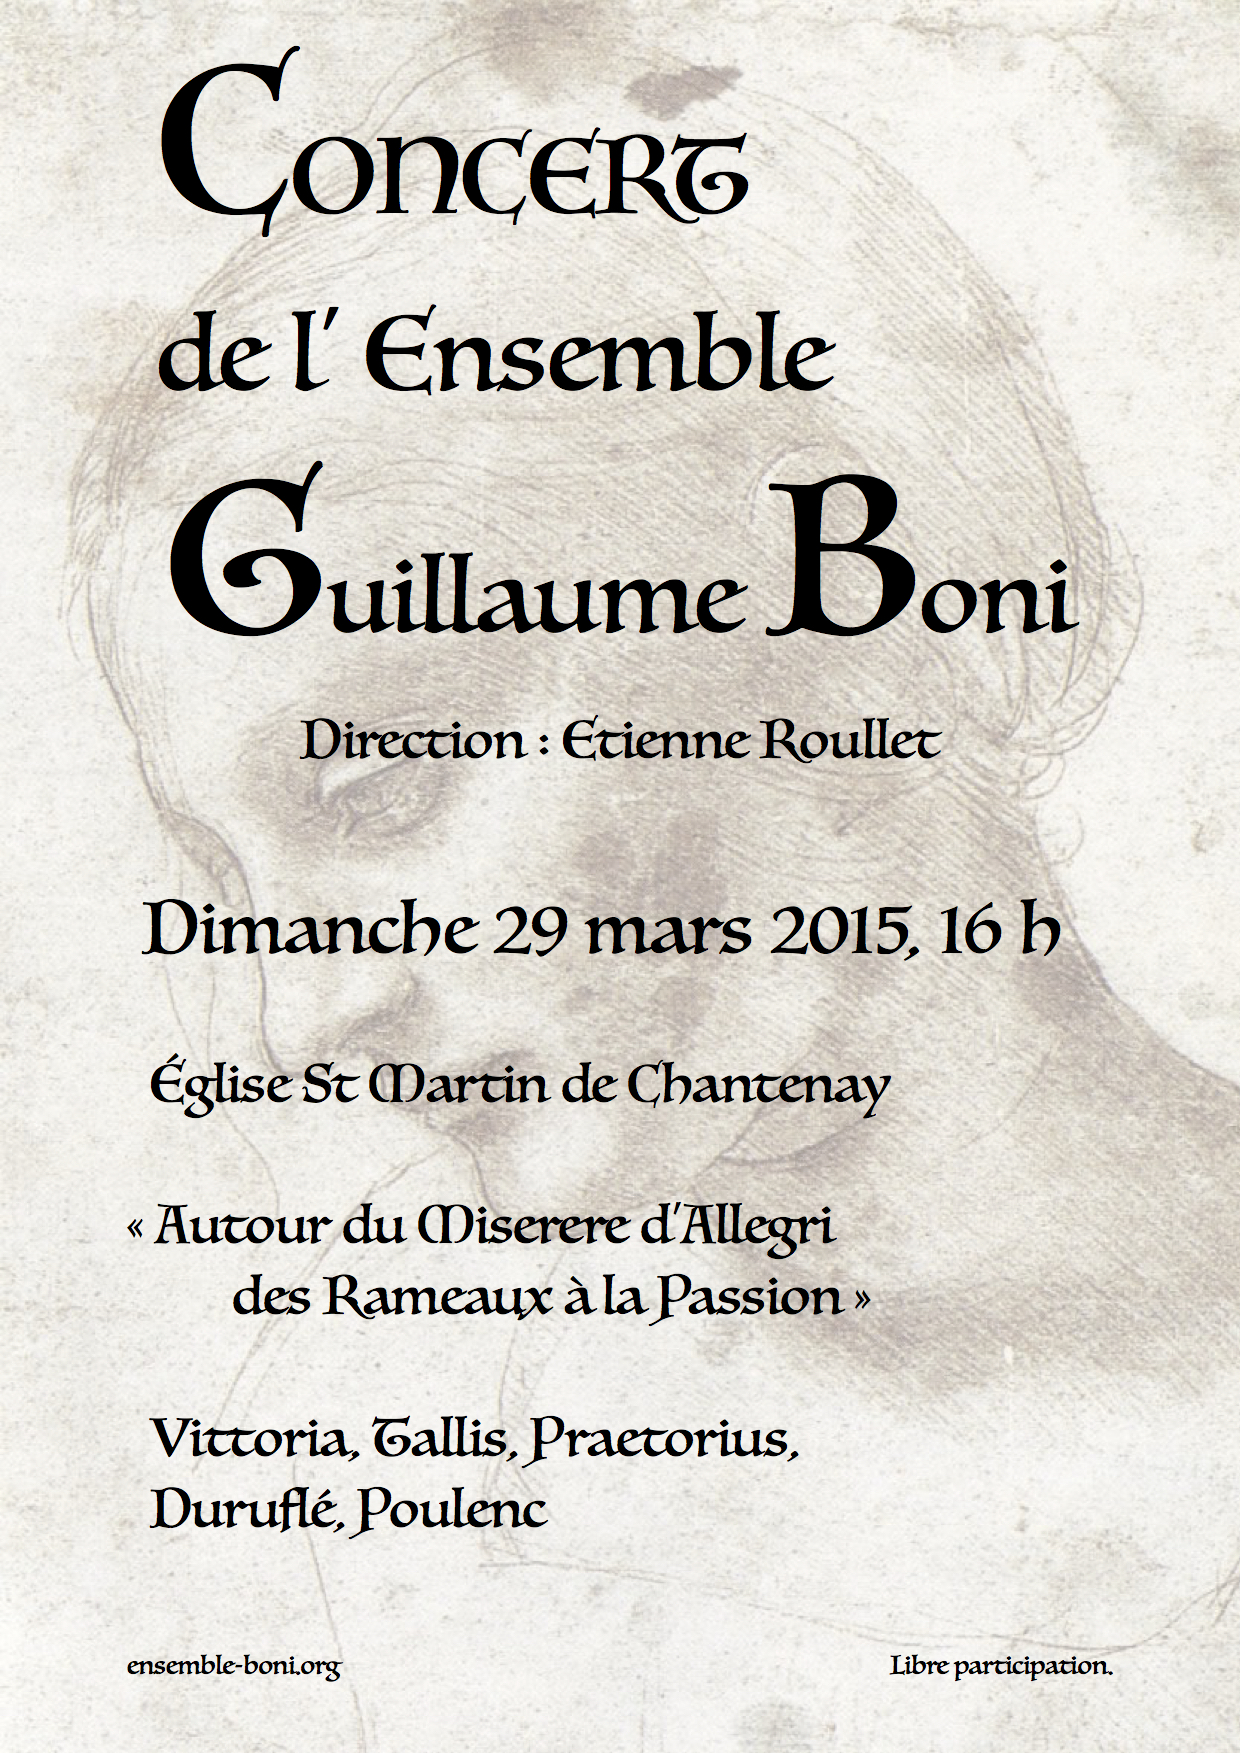 Concert
de l' Ensemble
Guillaume Boni
Direction : Etienne Roullet
Dimanche 29 mars 2015, 16 h
Église St Martin de Chantenay
« Autour du Miserere d'Allegri
des Rameaux à la Passion »
Vittoria, Tallis, Praetorius,
Duruflé, Poulenc
ensemble-boni.org
Libre participation.